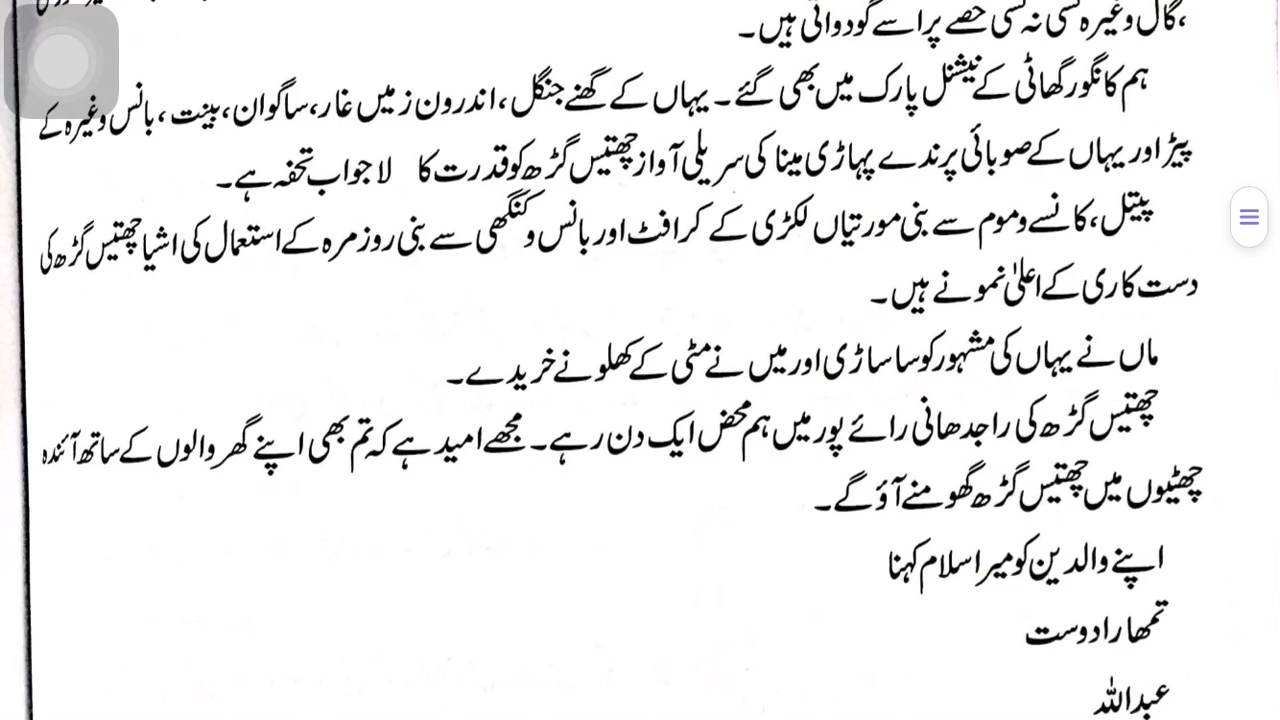 ،گال وغیرہ کسی نہ کسی حصے پر اسے گودواتی ہیں۔
ہم کانگور گھاٹی کے نیشنل پارک میں بھی گئے۔ یہاں کے گھنے جنگل، اندرون زمیں غار، ساگوان، بینت، بانس وغیرہ کے
پیڑ اور یہاں کے صوبائی پرندے پہاڑی مینا کی سریلی آواز چھتیس گڑھ کو قدرت کا لاجواب تحفہ ہے۔
پیتل، کانسے وموم سے بنی مورتیاں لکڑی کے کرافٹ اور بانس و کنگھی سے بنی روزمرہ کے استعمال کی اشیا چھتیس گڑھ کی
دست کاری کے اعلیٰ نمونے ہیں۔
ماں نے یہاں کی مشہور کوسا ساڑی اور میں نے مٹی کے کھلونے خریدے۔
چھتیس گڑھ کی راجدھانی رائے پور میں ہم محض ایک دن رہے۔ مجھے امید ہے کہ تم بھی اپنے گھر والوں کے ساتھ آئندہ
چھٹیوں میں چھتیس گڑھ گھومنے آؤ گے۔
اپنے والدین کو میرا سلام کہنا
تمھارا دوست
عبداللہ